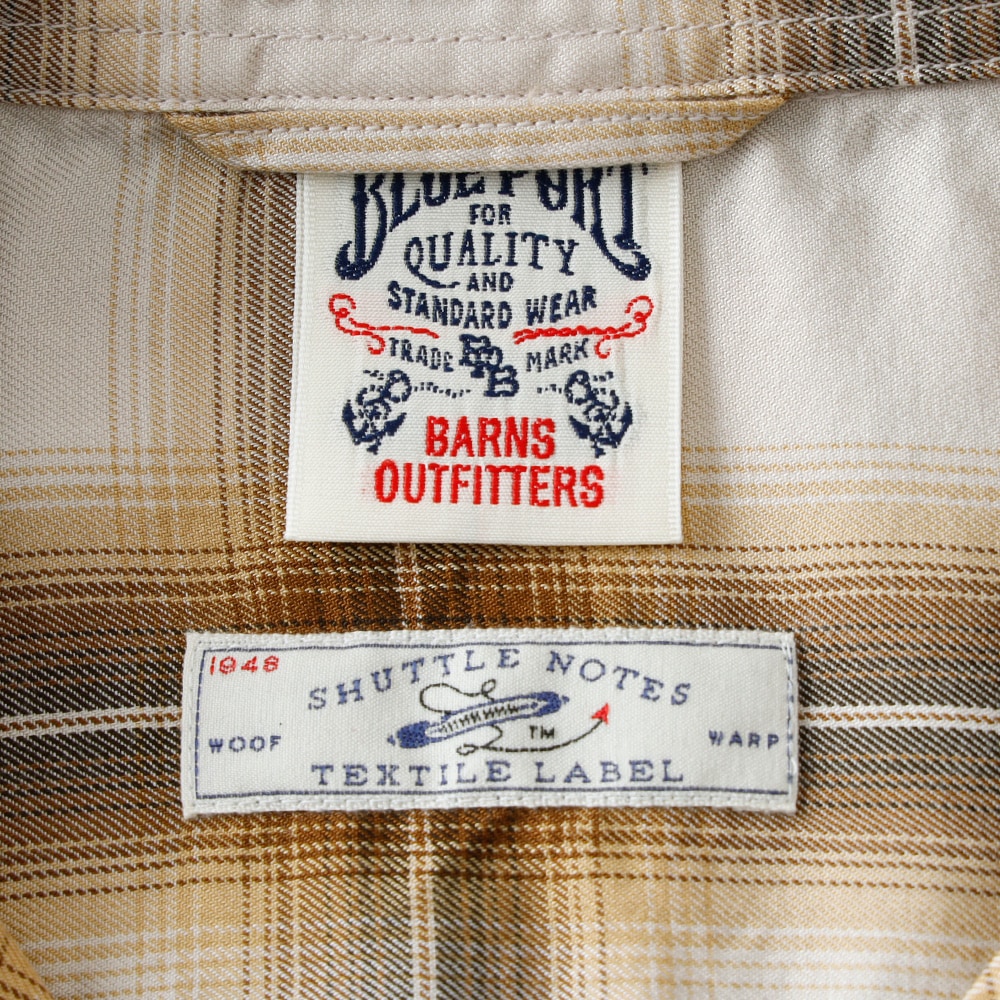 BLUE PORT
FOR
QUALITY
AND
STANDARD WEAR
TRADE MARK
BARNS
OUTFITTERS
1948
SHUTTLE NOTES
WOOF
WARP
TM
TEXTILE LABEL